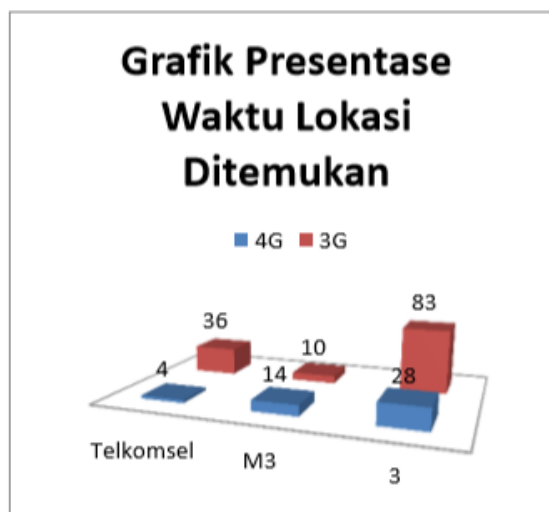 Grafik Presentase
Waktu Lokasi
Ditemukan
4G 3G
83
36
10
4
14
28
Telkomsel
M3
3